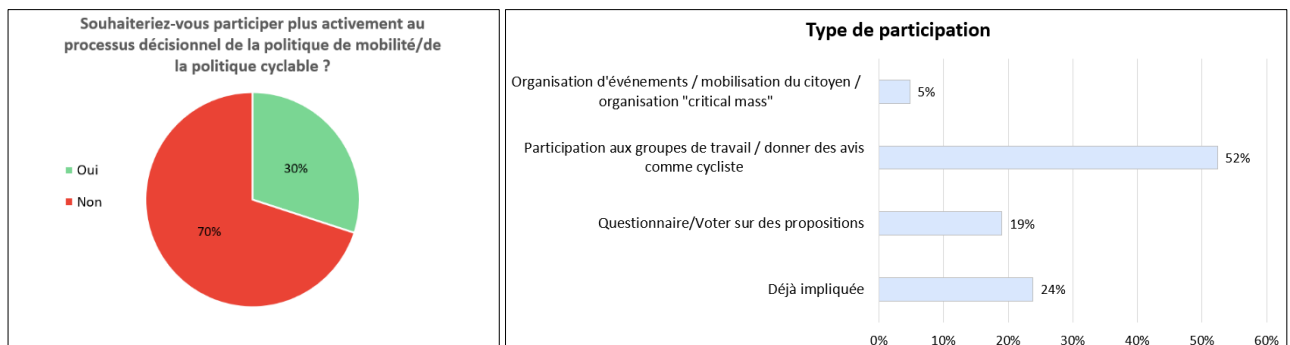 Souhaiteriez-vous participer plus activement au
processus décisionnel de la politique de mobilité/de
la politique cyclable ?
Oui
Non
30%
70%
Type de participation
Organisation d'événements / mobilisation du citoyen /
organisation "critical mass"
5%
Participation aux groupes de travail / donner des avis
comme cycliste
52%
Questionnaire/Voter sur des propositions
19%
Déjà impliquée
24%
0% 10% 20% 30% 40% 50% 60%